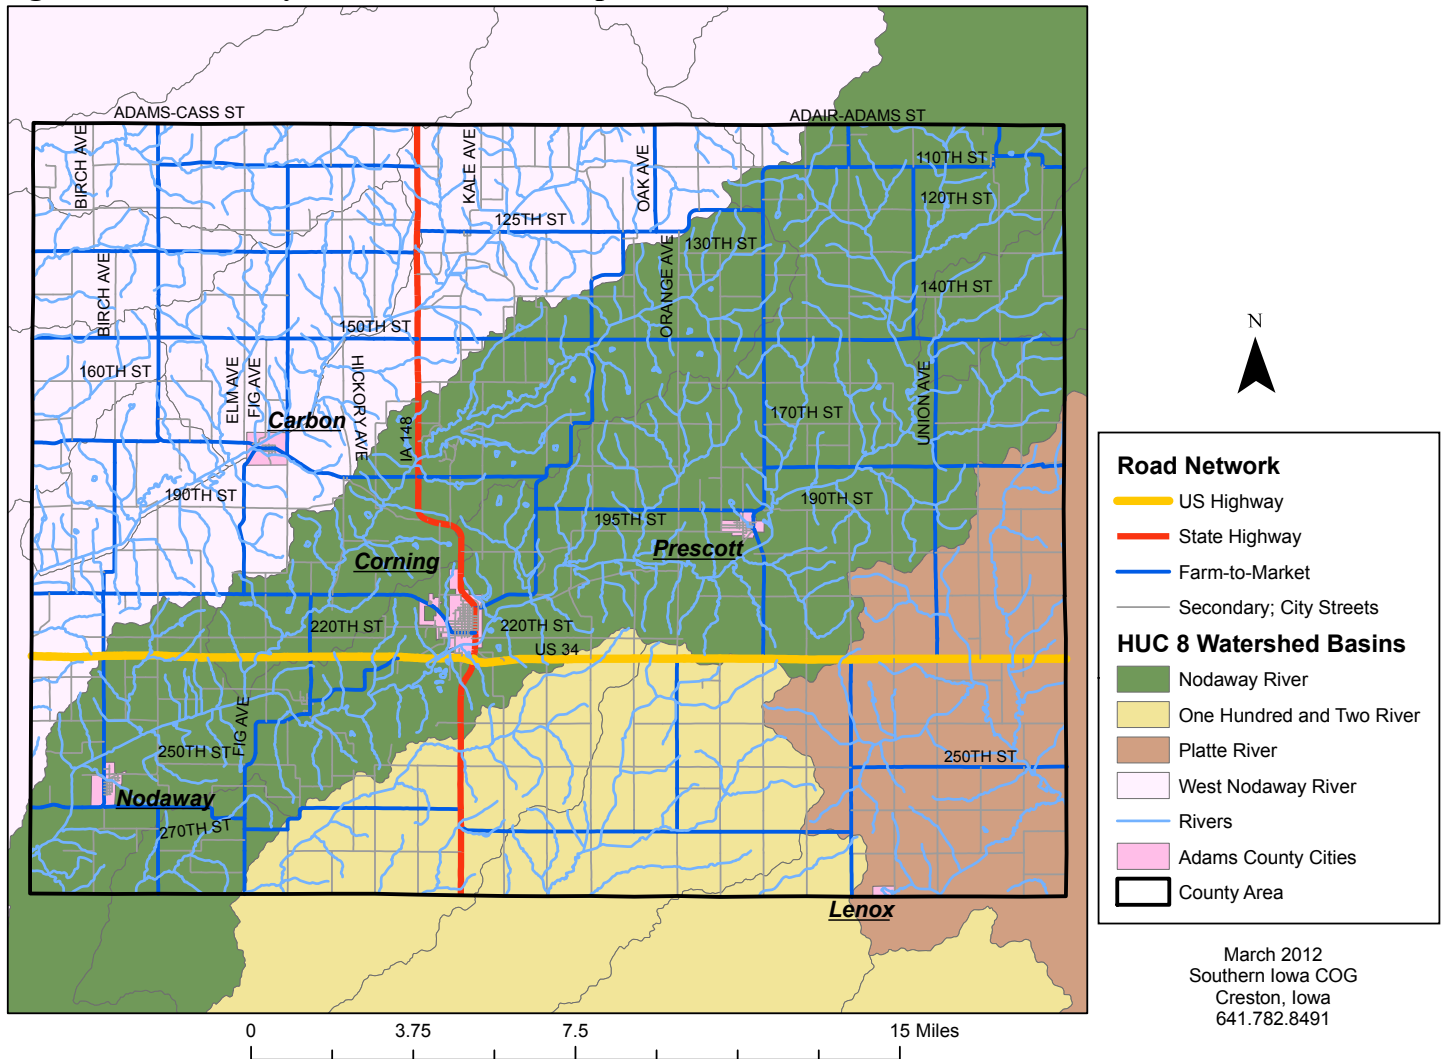 ADAMS-CASS ST
ADAIR-ADAMS ST
BIRCH AVE
KALE AVE
OAK AVE
110TH ST
120TH ST
125TH ST
130TH ST
ORANGE AVE
BIRCH AVE
140TH ST
150TH ST
160TH ST
ELM AVE
FIG AVE
HICKORY AVE
IA 148
UNION AVE
Carbon
170TH ST
190TH ST
190TH ST
195TH ST
Prescott
Corning
220TH ST
220TH ST
US 34
FIG AVE
250TH ST
250TH ST
Nodaway
270TH ST
Lenox
0
3.75
7.5
15 Miles
N
Road Network
US Highway
State Highway
Farm-to-Market
Secondary; City Streets
HUC 8 Watershed Basins
Nodaway River
One Hundred and Two River
Platte River
West Nodaway River
Rivers
Adams County Cities
County Area
March 2012
Southern Iowa COG
Creston, Iowa
641.782.8491